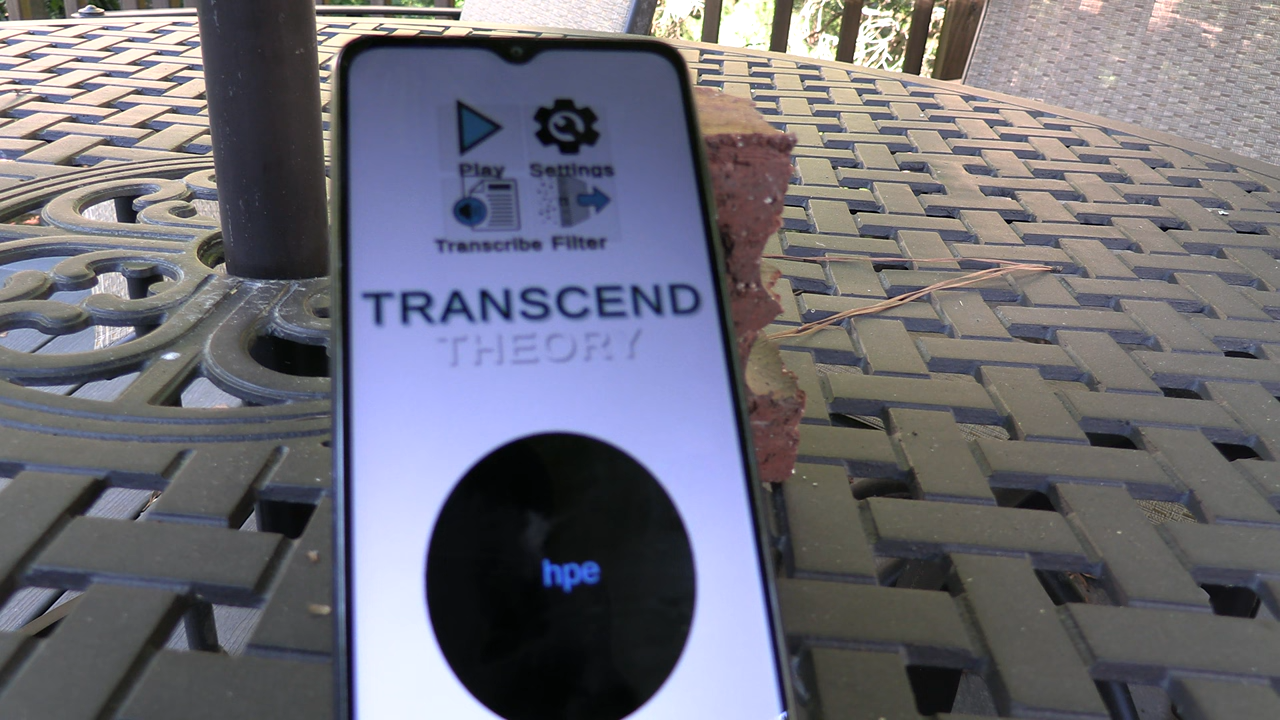 Play Settings
Transcribe Filter
TRANSCEND
THEORY
hpe